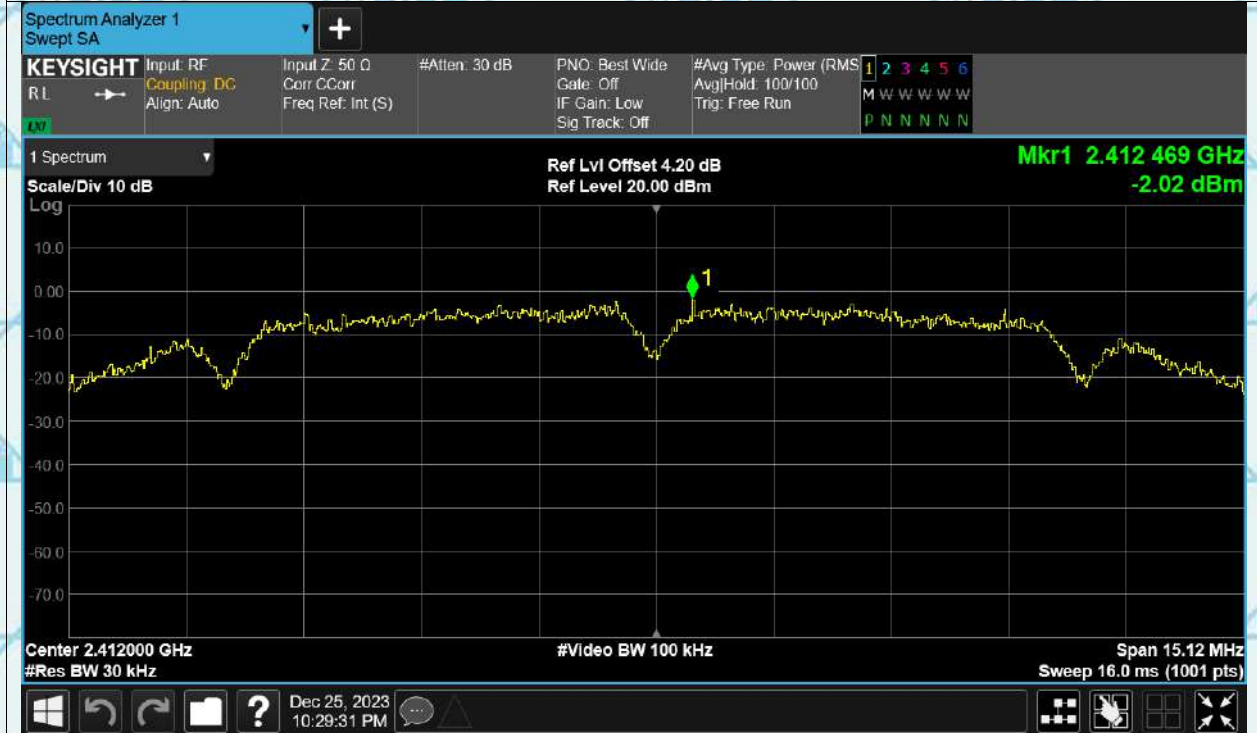 Spectrum Analyzer 1
Swept SA
+
KEYSIGHT
RL
LXI
Input: RF
Coupling: DC
Align: Auto
Input Z: 50 Ω
Corr CCorr
Freq Ref: Int (S)
#Atten: 30 dB
PNO: Best Wide
Gate: Off
IF Gain: Low
Sig Track: Off
#Avg Type: Power (RMS
Avg|Hold: 100/100
Trig: Free Run
1 2 3 4 5 6
M W W W W W
P N N N N N
1 Spectrum
Scale/Div 10 dB
Log
Ref Lvl Offset 4.20 dB
Ref Level 20.00 dBm
Mkr1 2.412 469 GHz
-2.02 dBm
10.0
0.00
-10.0
-20.0
-30.0
-40.0
-50.0
-60.0
-70.0
1
Center 2.412000 GHz
#Res BW 30 kHz
#Video BW 100 kHz
Span 15.12 MHz
Sweep 16.0 ms (1001 pts)
?
Dec 25, 2023
10:29:31 PM